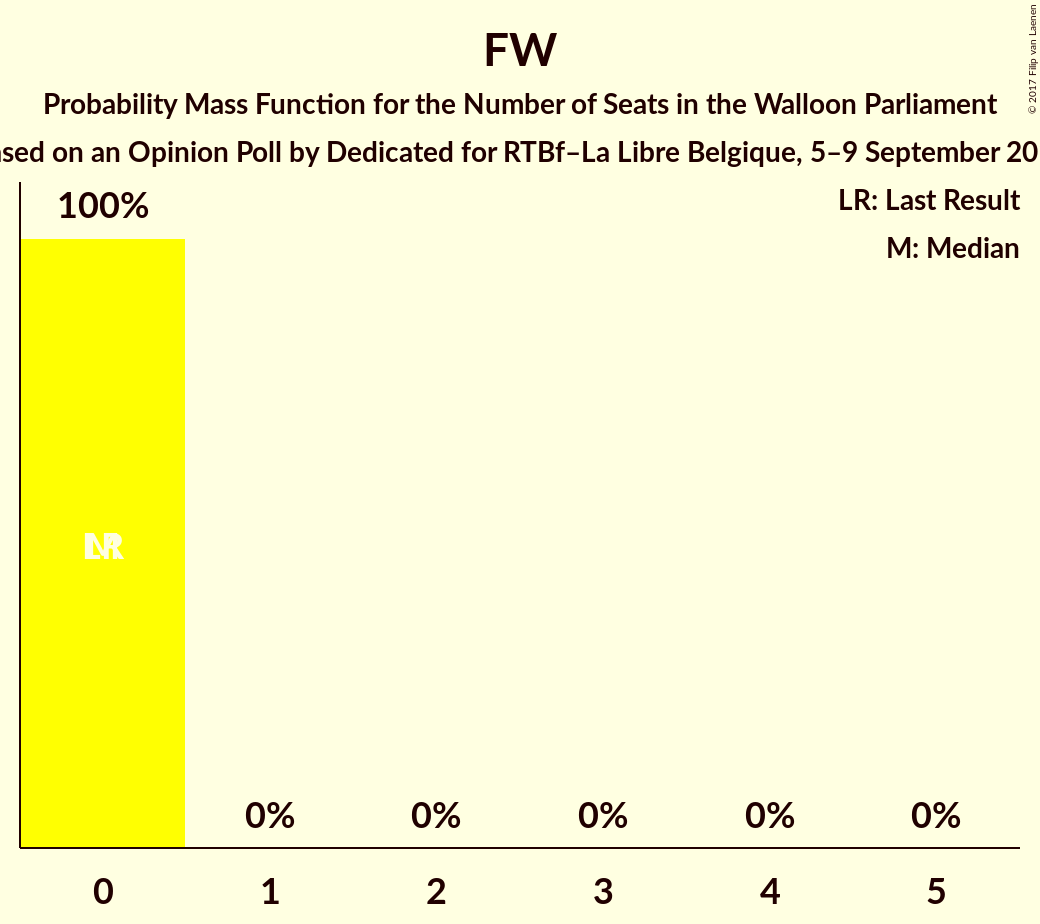 FW
Probability Mass Function for the Number of Seats in the Walloon Parliament
on an Opinion Poll by Dedicated for RTBf–La Libre Belgique, 5–9 September
LR: Last Result
M: Median
100%
LR
M
0% 0% 0% 0% 0%
0 1 2 3 4 5
© 2017 Filip van Laenen